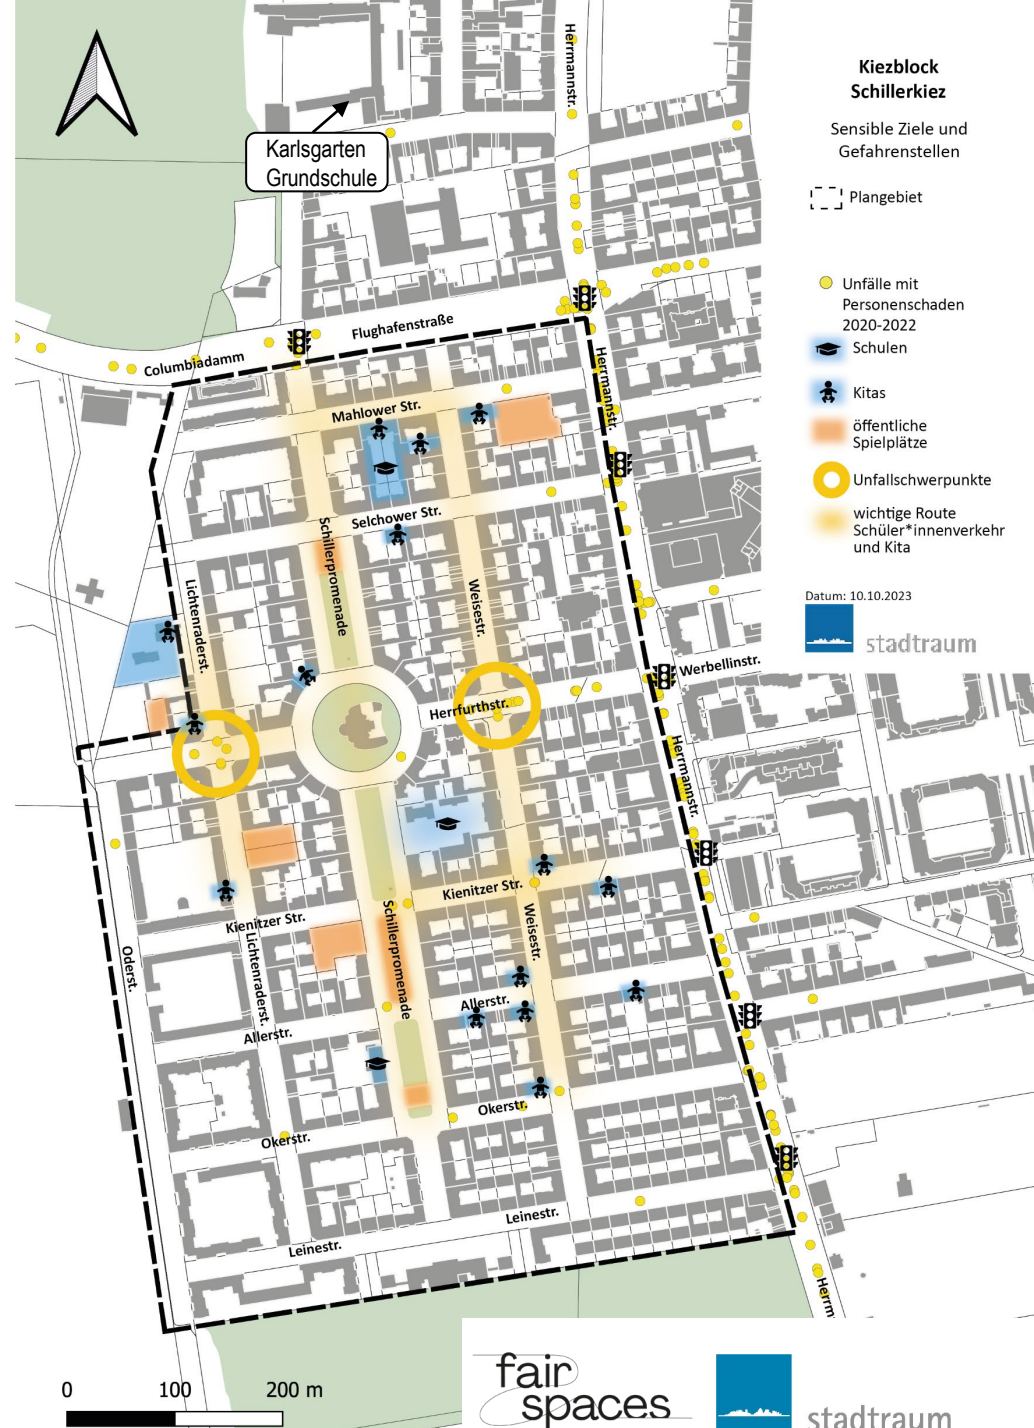 Herrmannstr.
Kiezblock
Schillerkiez
Sensible Ziele und
Gefahrenstellen
Plangebiet
Karlsgarten
Grundschule
Unfälle mit
Personenschaden
2020-2022
Schulen
Kitas
öffentliche
Spielplätze
Unfallschwerpunkte
wichtige Route
Schüler*innenverkehr
und Kita
Datum: 10.10.2023
stadtraum
Flughafenstraße
Columbiadamm
Herrmannstr.
Mahlower Str.
Selchower Str.
Schillerpromenade
Lichtenraderst.
Weisestr.
Werbellinstr.
Herrfurthstr.
Herrmannstr.
Kienitzer Str.
Kienitzer Str.
Schillerpromenade
Weisestr.
Lichtenraderst.
Oderst.
Allerstr.
Allerstr.
Okerstr.
Okerstr.
Leinestr.
Leinestr.
Herrm
0 100 200 m
fair
spaces
stadtraum